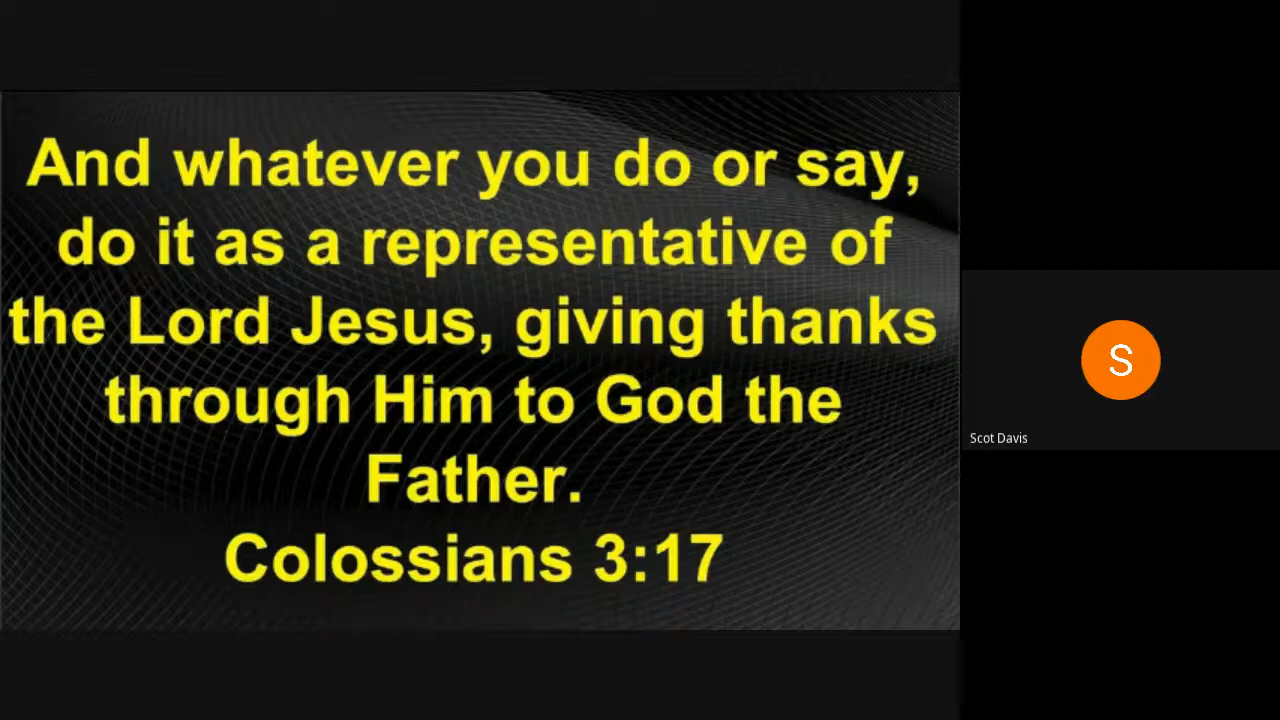 And whatever you do or say,
do it as a representative of
the Lord Jesus, giving thanks
through Him to God the
Father.
Colossians 3:17
S
Scot Davis